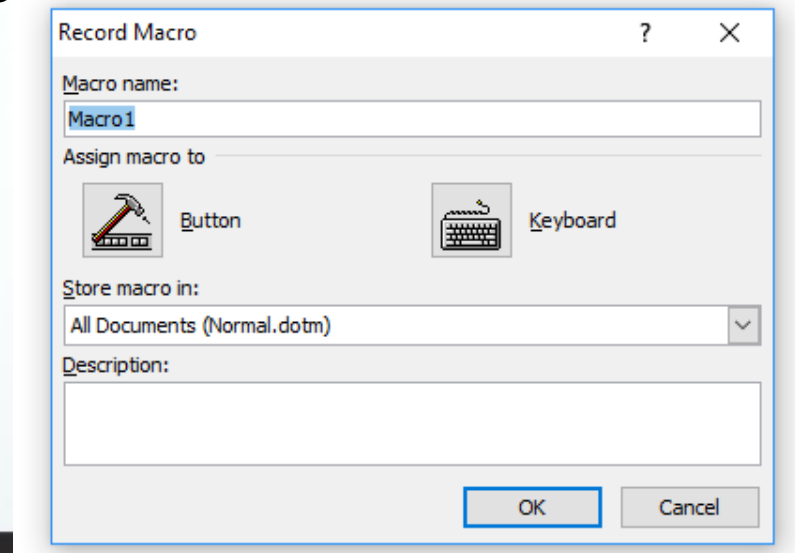 Record Macro ?
Macro name:
Macro1
Assign macro to
Button Keyboard
Store macro in:
All Documents (Normal.dotm)
Description:
OK Cancel